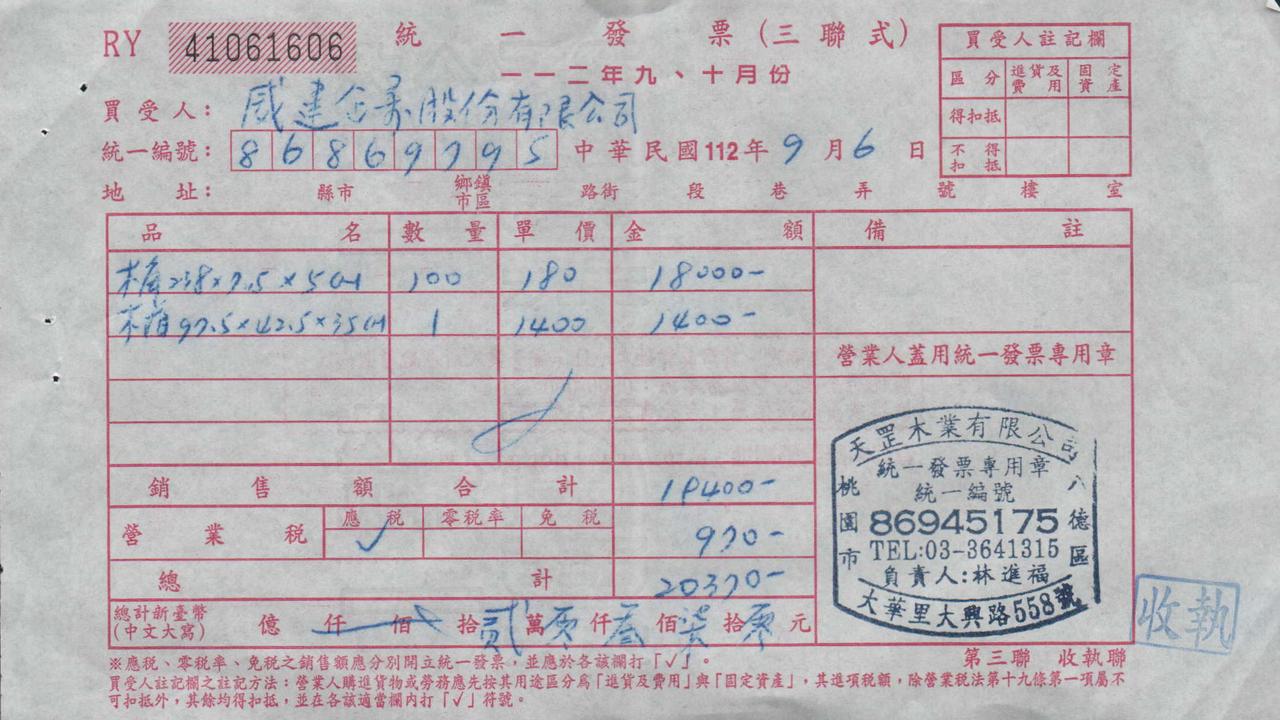 RY 41061606 統一發票(三聯式)
一一二年九、十月份
買受人註記欄
區分 進貨及費用 固定資產
得扣抵
不得扣抵
買受人: 威建企業股份有限公司
統一編號: 86869795 中華民國112年9月6日
地址: 縣市 鄉鎮市區 路街 段 巷 弄 號 樓 室
品名 數量 單價 金額 備註
238×7.5×5cm 100 180 18000-
木箱97.5×42.5×35cm 1 1400 1400-
營業人蓋用統一發票專用章
銷售額合計 19400-
營業稅 應稅 ✓ 零稅率 免稅 970-
總計 20370-
總計新臺幣(中文大寫) 億 仟 佰 拾 貳 萬 零 仟 叁 佰 柒 拾 零 元
天罡木業有限公司
統一發票專用章
統一編號
86945175
TEL:03-3641315
負責人:林進福
桃園市
八德區
大華里大興路558號
收執
第三聯 收執聯
※應稅、零稅率、免稅之銷售額應分別開立統一發票,並應於各該欄打「✓」。
買受人註記欄之註記方法:營業人購進貨物或勞務應先按其用途區分為「進貨及費用」與「固定資產」,其進項稅額,除營業稅法第十九條第一項屬不
可扣抵外,其餘均得扣抵,並在各該適當欄內打「✓」符號。